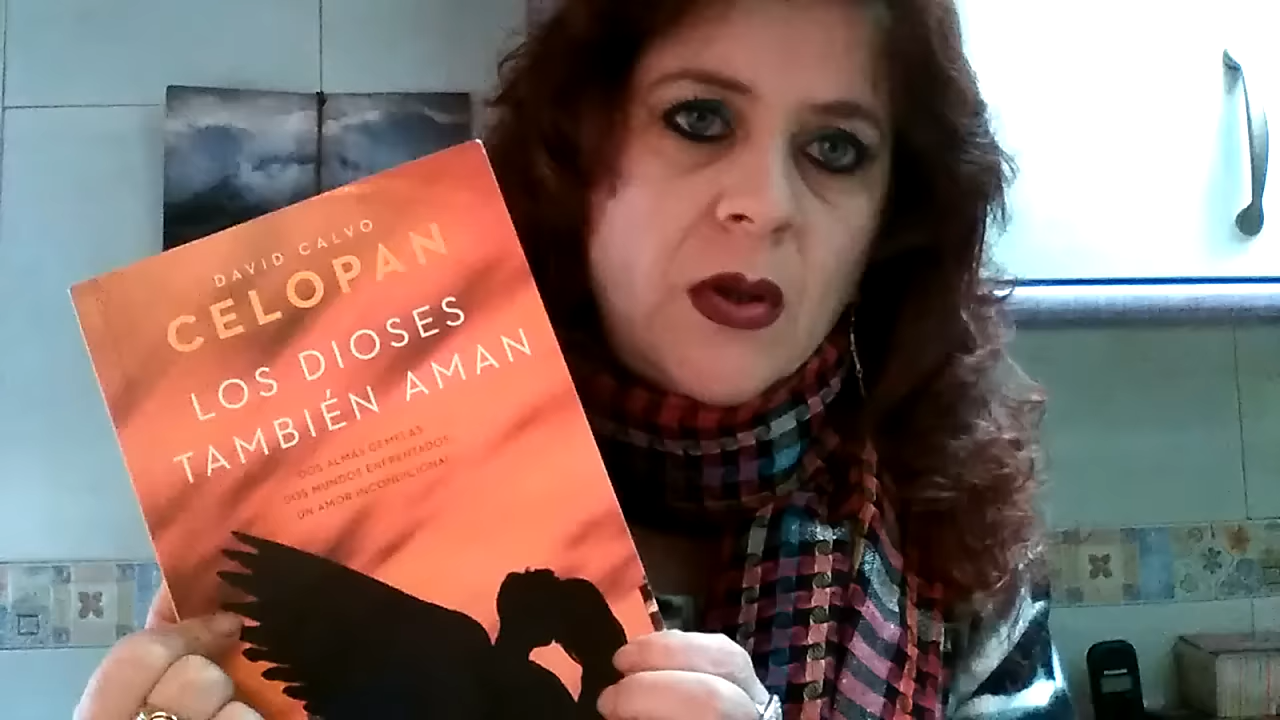 DAVID CALVO
CELOPAN
LOS DIOSES
TAMBIÉN AMAN
DOS ALMAS GEMELAS
DOS MUNDOS ENFRENTADOS
UN AMOR INCONDICIONAL